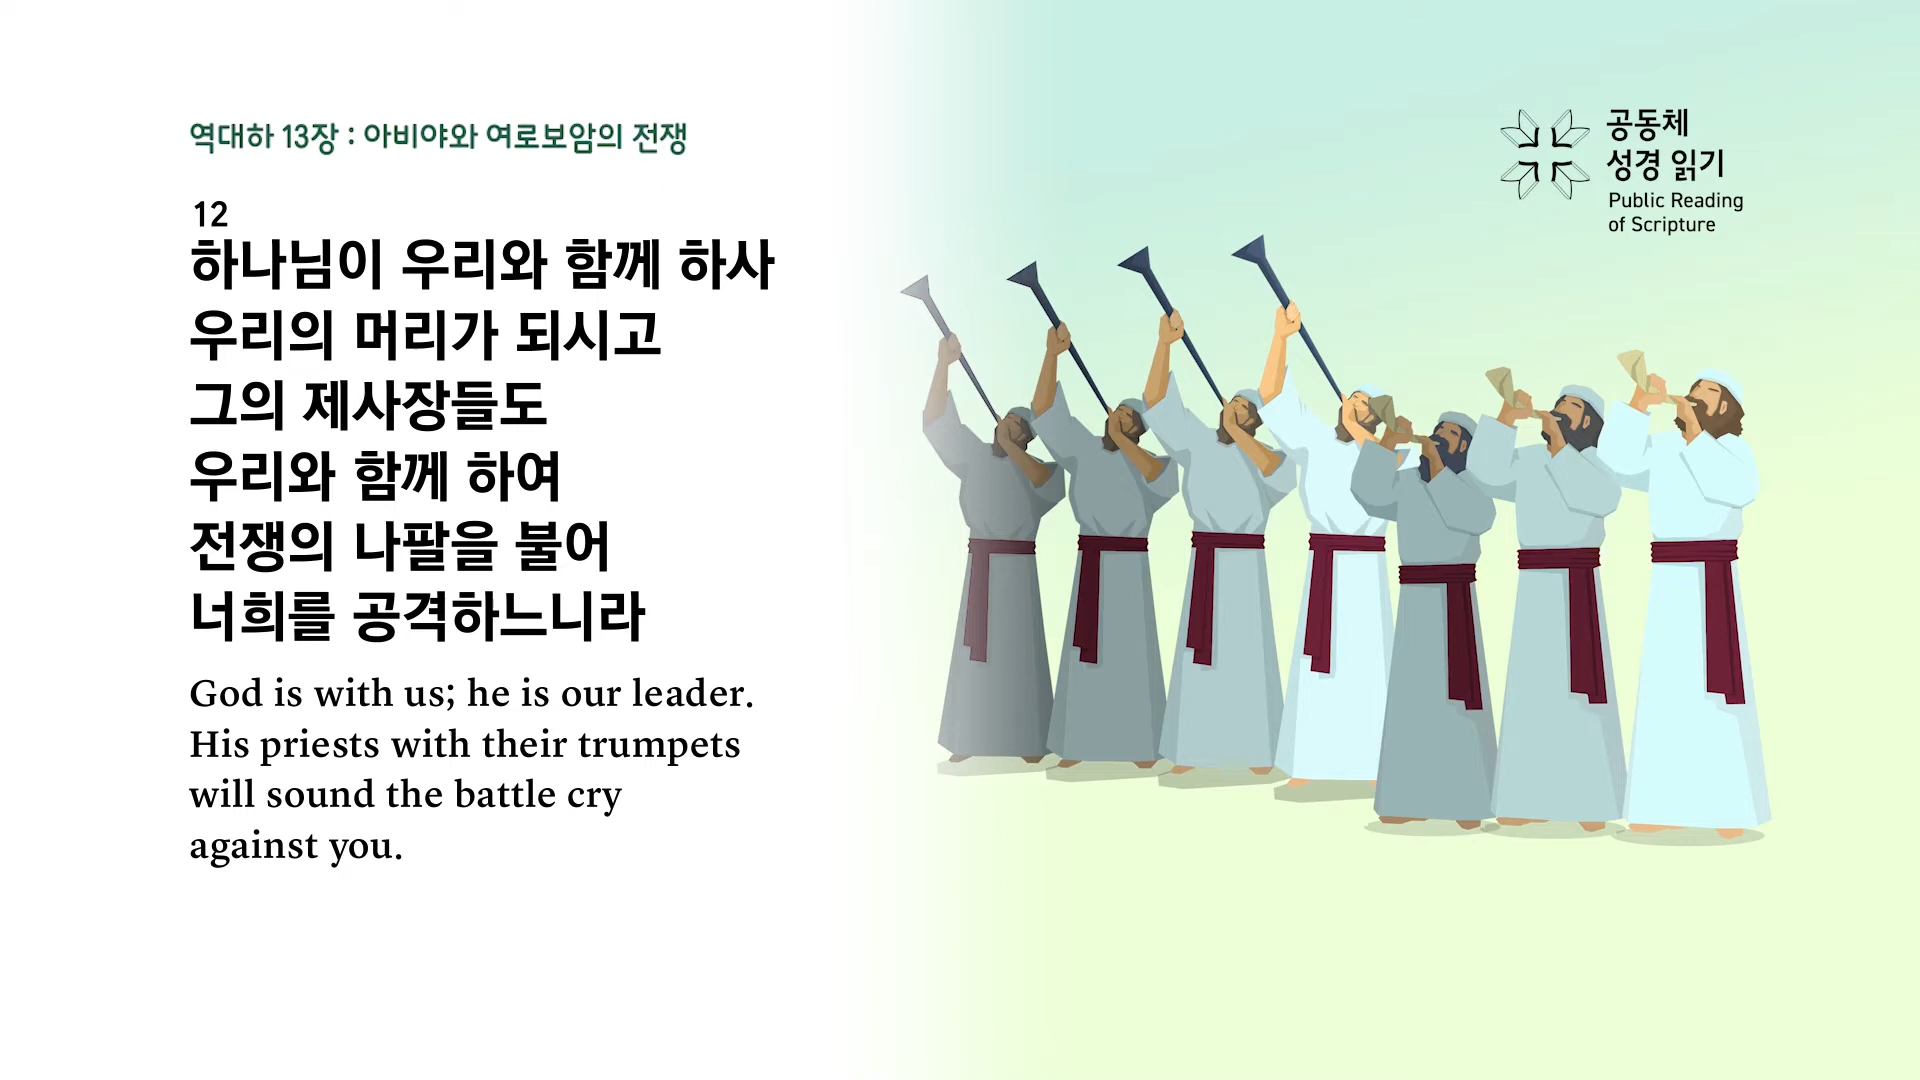 역대하 13장 : 아비야와 여로보암의 전쟁
12
하나님이 우리와 함께 하사
우리의 머리가 되시고
그의 제사장들도
우리와 함께 하여
전쟁의 나팔을 불어
너희를 공격하느니라
God is with us; he is our leader.
His priests with their trumpets
will sound the battle cry
against you.
공동체
성경 읽기
Public Reading
of Scripture